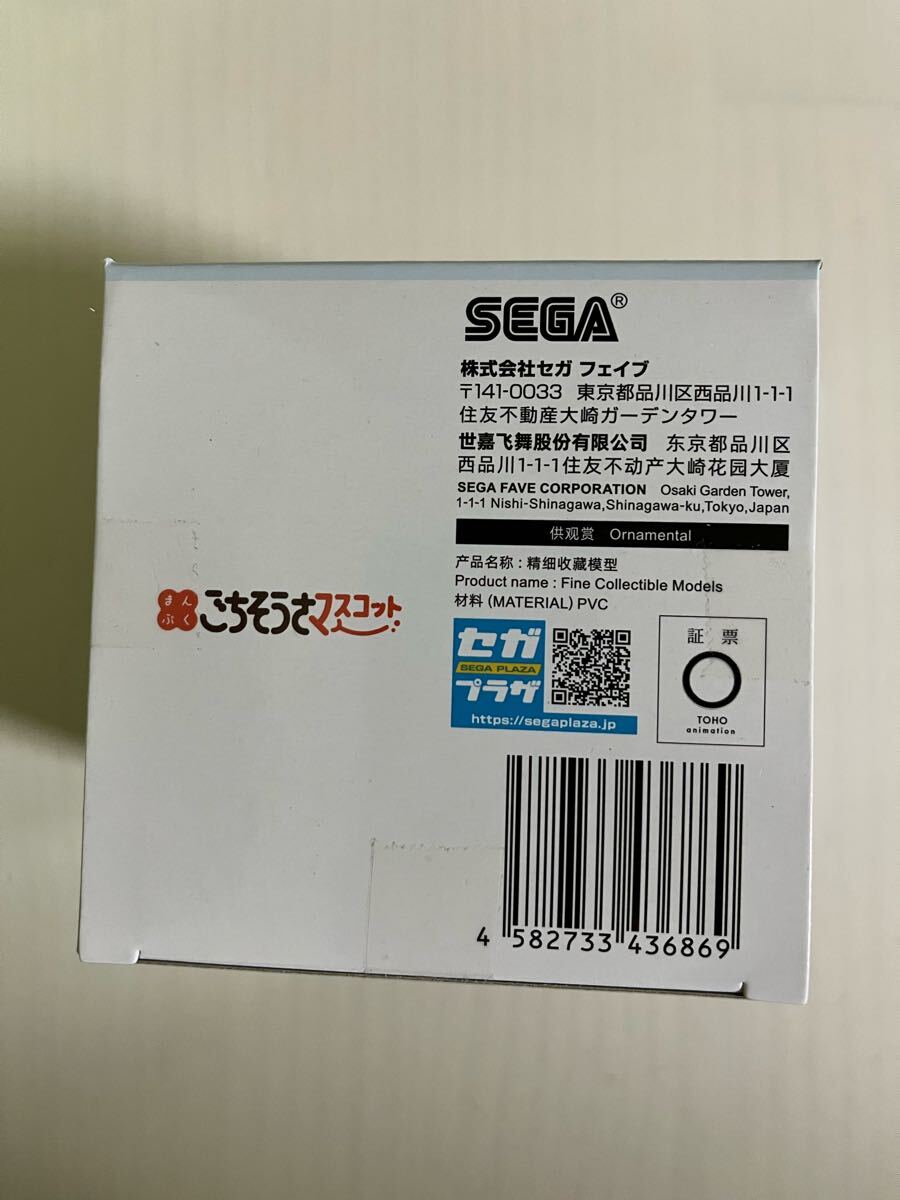 SEGA®
株式会社セガ フェイブ
〒141-0033 東京都品川区西品川1-1-1
住友不動産大崎ガーデンタワー
世嘉飞舞股份有限公司 东京都品川区
西品川1-1-1住友不动产大崎花园大厦
SEGA FAVE CORPORATION Osaki Garden Tower,
1-1-1 Nishi-Shinagawa,Shinagawa-ku,Tokyo,Japan
供观赏 Ornamental
产品名称：精细收藏模型
Product name : Fine Collectible Models
材料 (MATERIAL) PVC
まんぷく ごちそうさマスコット
セガ
SEGA PLAZA
プラザ
https://segaplaza.jp
証 票
TOHO
animation
4 582733 436869